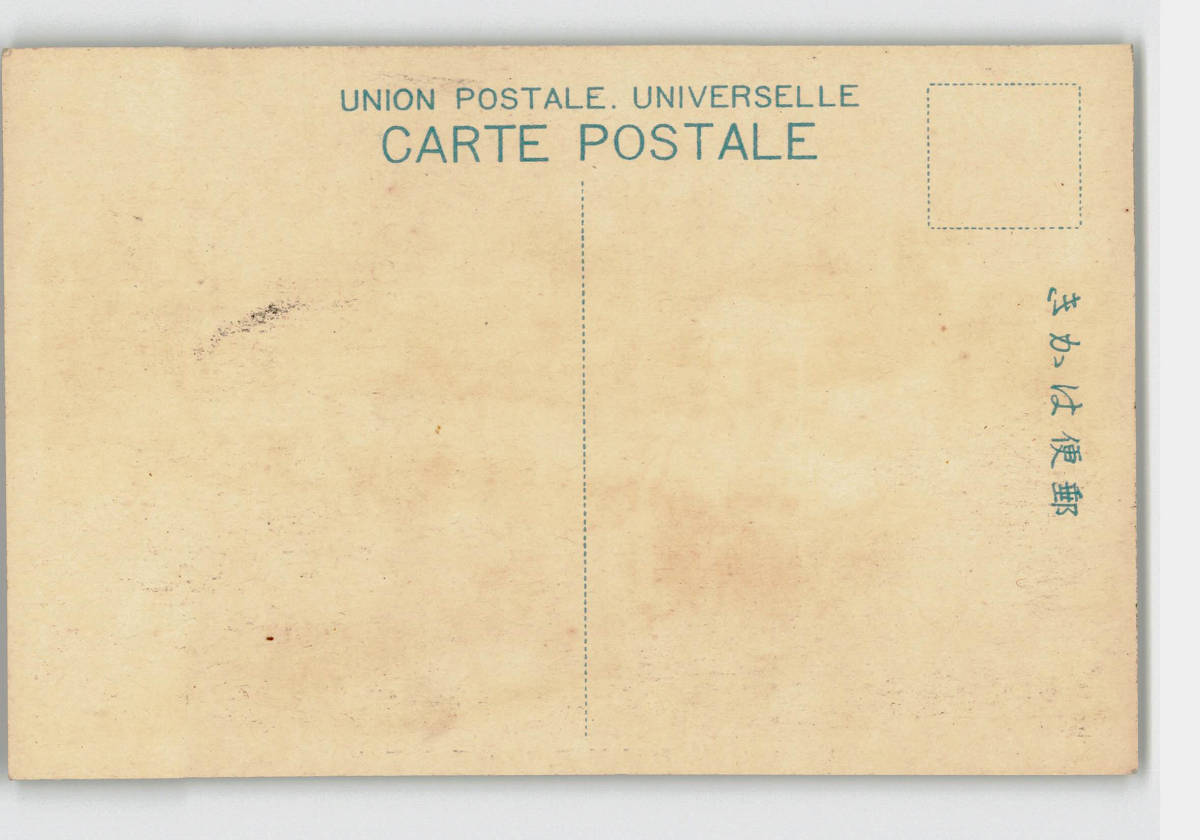 UNION POSTALE. UNIVERSELLE
CARTE POSTALE
郵便はかき